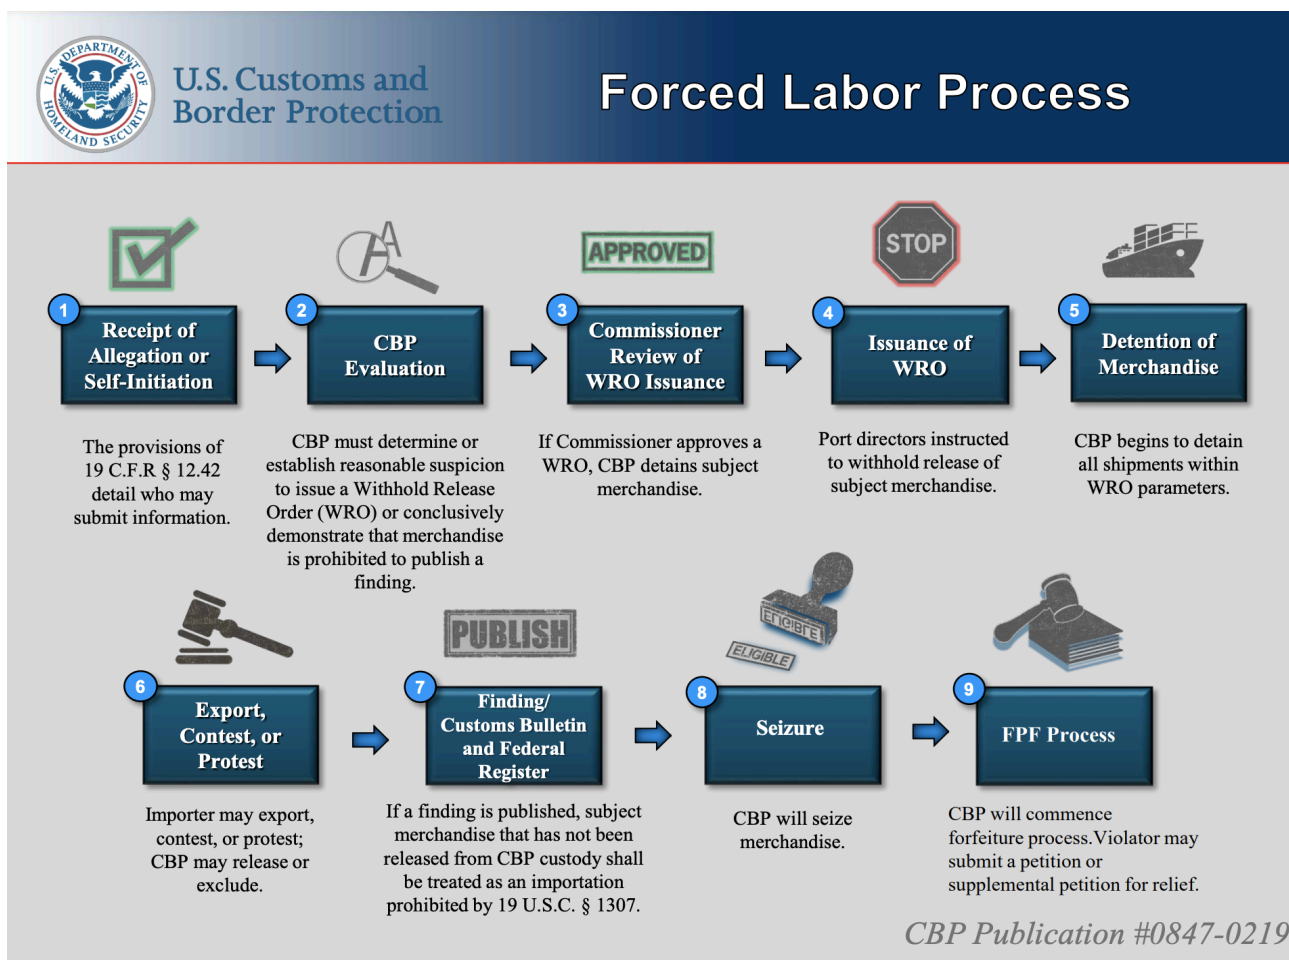 U.S. DEPARTMENT OF
HOMELAND SECURITY
U.S. Customs and
Border Protection
Forced Labor Process
APPROVED
STOP
1
Receipt of
Allegation or
Self-Initiation
The provisions of
19 C.F.R § 12.42
detail who may
submit information.
2
CBP
Evaluation
CBP must determine or
establish reasonable suspicion
to issue a Withhold Release
Order (WRO) or conclusively
demonstrate that merchandise
is prohibited to publish a
finding.
3
Commissioner
Review of
WRO Issuance
If Commissioner approves a
WRO, CBP detains subject
merchandise.
4
Issuance of
WRO
Port directors instructed
to withhold release of
subject merchandise.
5
Detention of
Merchandise
CBP begins to detain
all shipments within
WRO parameters.
6
Export,
Contest, or
Protest
Importer may export,
contest, or protest;
CBP may release or
exclude.
PUBLISH
7
Finding/
Customs Bulletin
and Federal
Register
If a finding is published, subject
merchandise that has not been
released from CBP custody shall
be treated as an importation
prohibited by 19 U.S.C. § 1307.
ELIGIBLE
ELIGIBLE
8
Seizure
CBP will seize
merchandise.
9
FPF Process
CBP will commence
forfeiture process.Violator may
submit a petition or
supplemental petition for relief.
CBP Publication #0847-0219